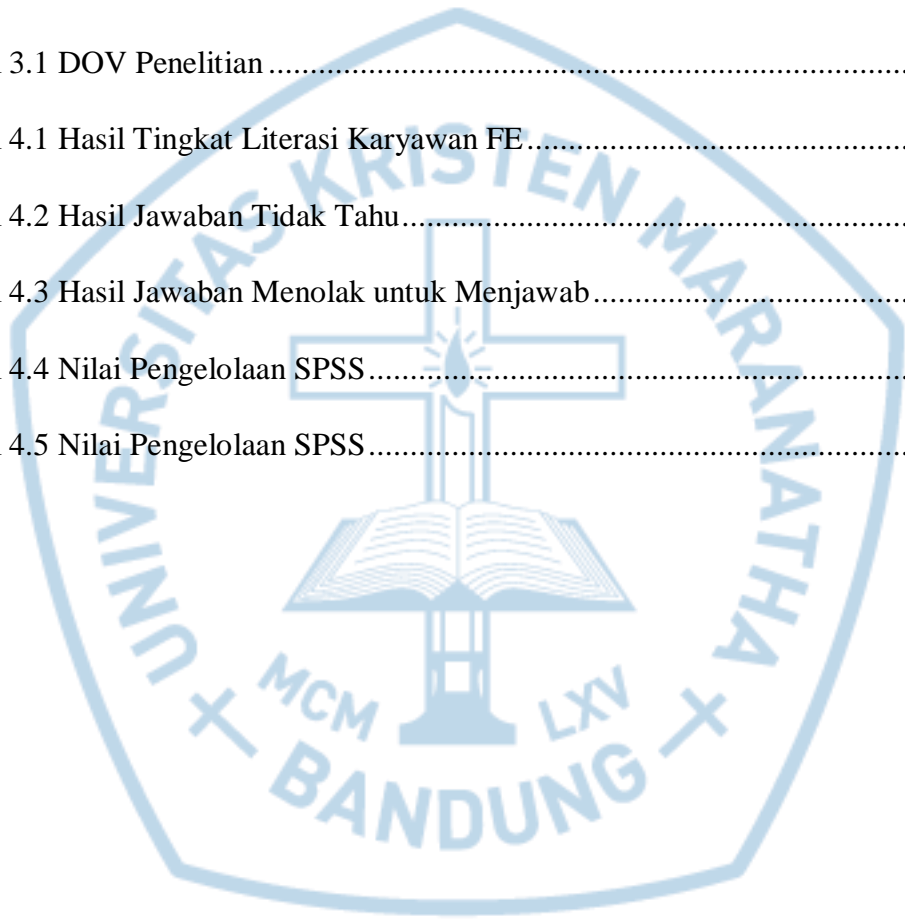 3.1 DOV Penelitian ....................................................................................
4.1 Hasil Tingkat Literasi Karyawan FE ..................................................
4.2 Hasil Jawaban Tidak Tahu ..................................................................
4.3 Hasil Jawaban Menolak untuk Menjawab ..........................................
4.4 Nilai Pengelolaan SPSS ......................................................................
4.5 Nilai Pengelolaan SPSS ......................................................................
UNIVERSITAS KRISTEN MARANATHA
MCM LXV
BANDUNG